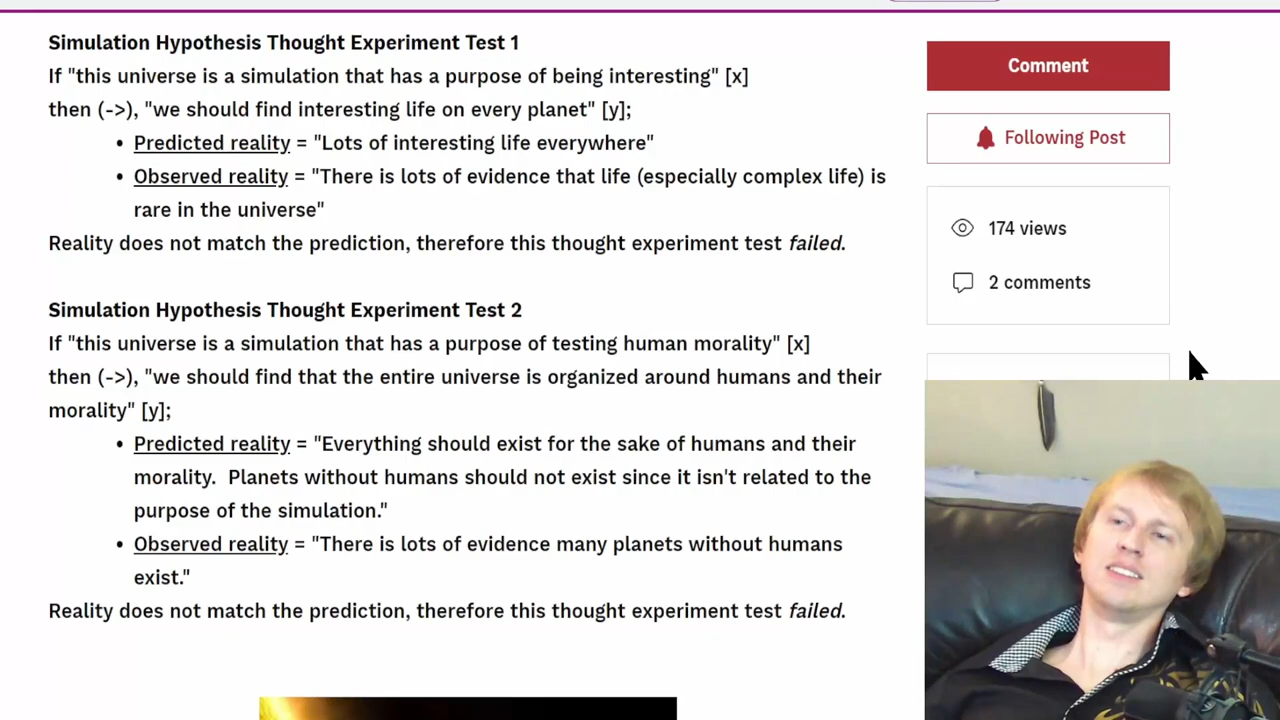 Simulation Hypothesis Thought Experiment Test 1
If "this universe is a simulation that has a purpose of being interesting" [x]
then (->), "we should find interesting life on every planet" [y];
• Predicted reality = "Lots of interesting life everywhere"
• Observed reality = "There is lots of evidence that life (especially complex life) is
rare in the universe"
Reality does not match the prediction, therefore this thought experiment test failed.
Simulation Hypothesis Thought Experiment Test 2
If "this universe is a simulation that has a purpose of testing human morality" [x]
then (->), "we should find that the entire universe is organized around humans and their
morality" [y];
• Predicted reality = "Everything should exist for the sake of humans and their
morality.  Planets without humans should not exist since it isn't related to the
purpose of the simulation."
• Observed reality = "There is lots of evidence many planets without humans
exist."
Reality does not match the prediction, therefore this thought experiment test failed.
Comment
Following Post
174 views
2 comments